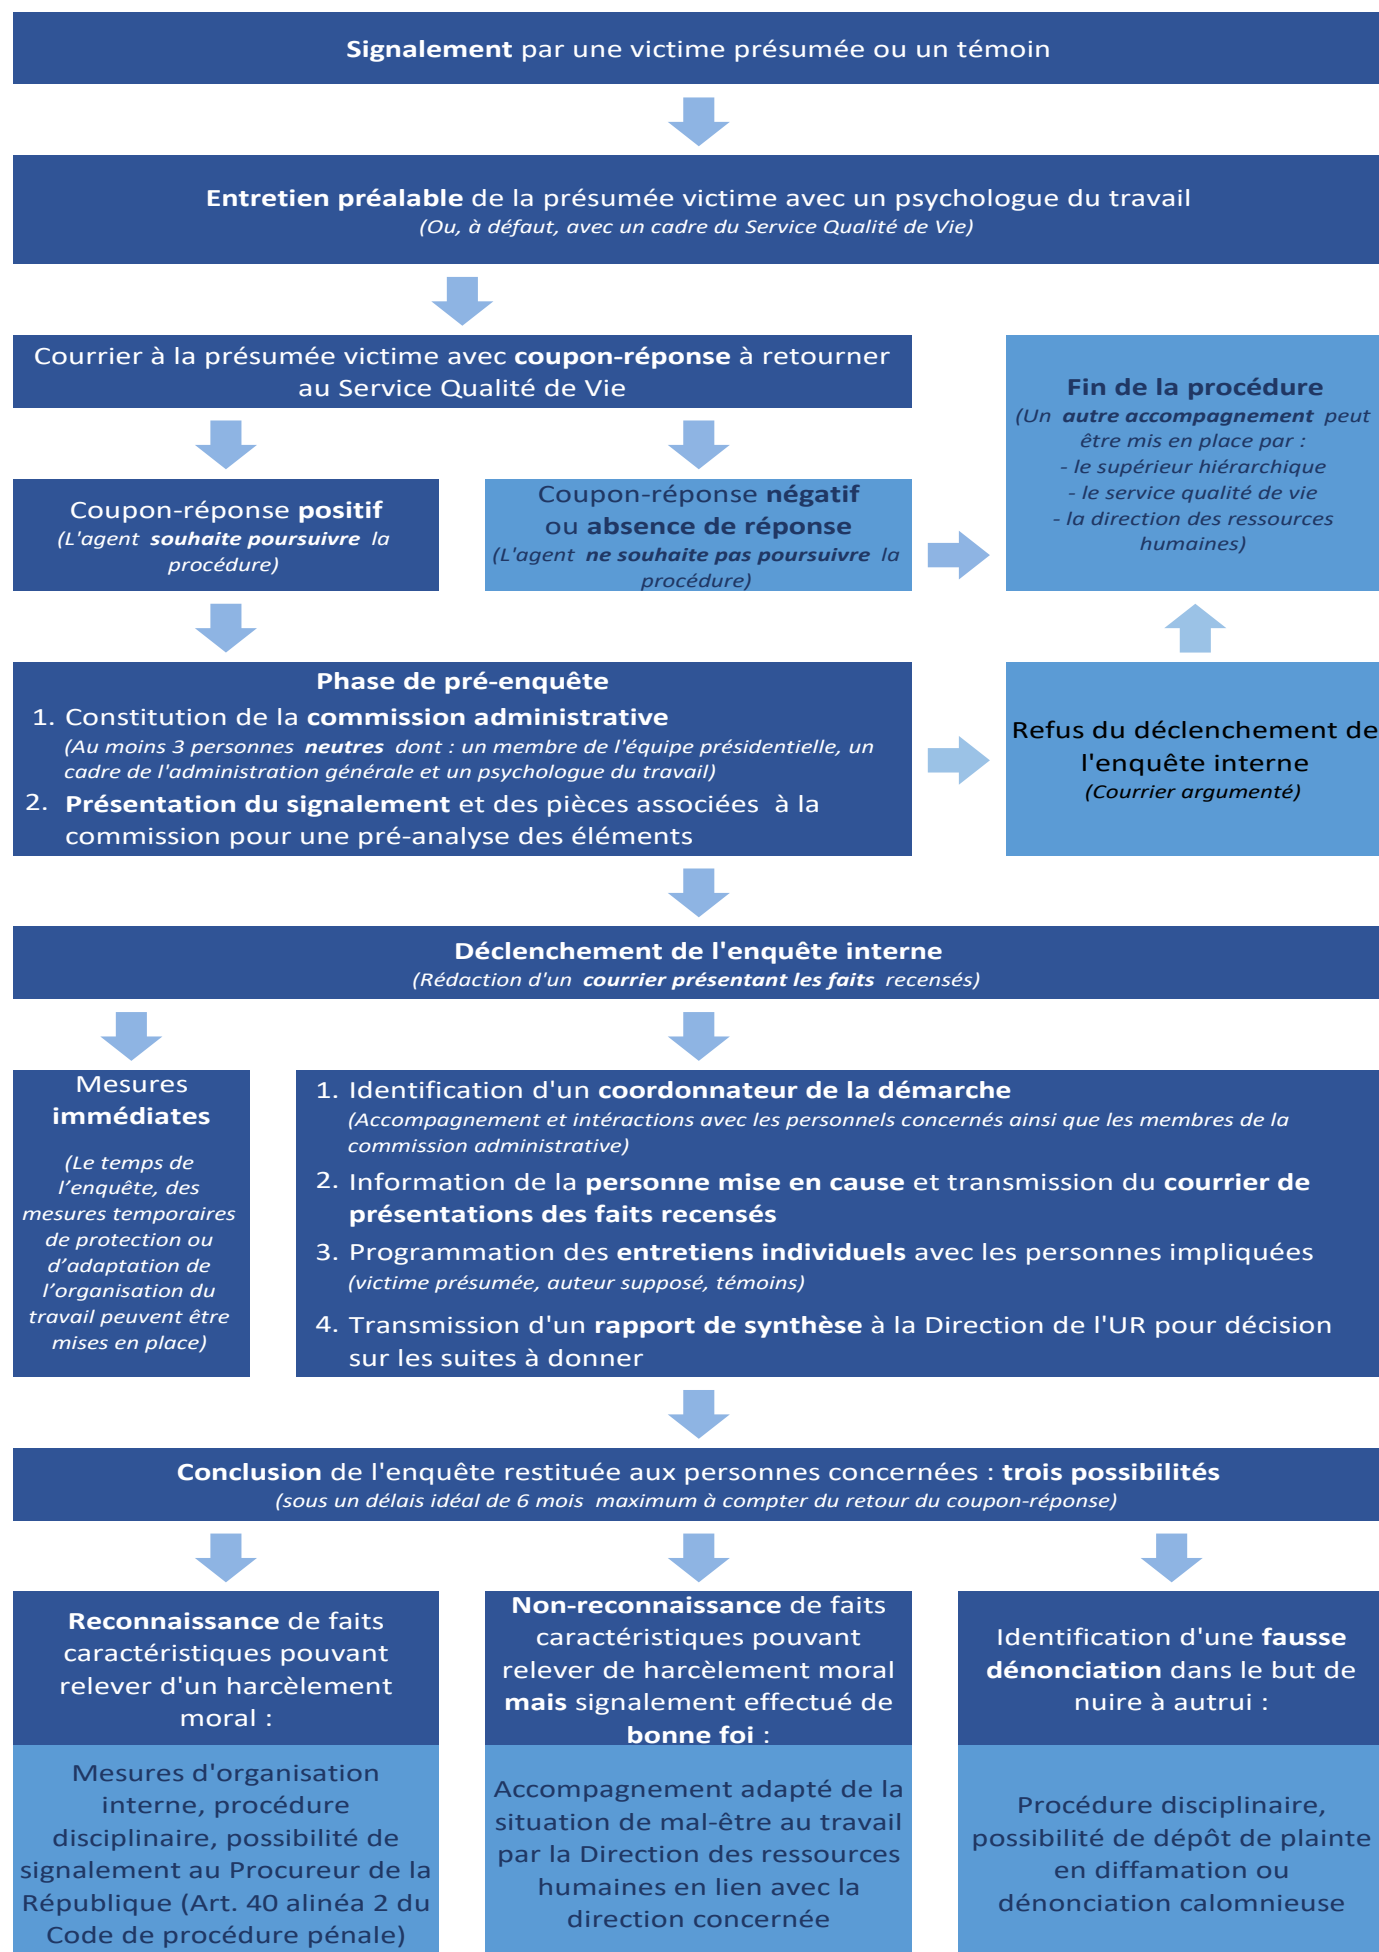 Signalement par une victime présumée ou un témoin
Entretien préalable de la présumée victime avec un psychologue du travail
(Ou, à défaut, avec un cadre du Service Qualité de Vie)
Courrier à la présumée victime avec coupon-réponse à retourner
au Service Qualité de Vie
Coupon-réponse positif
(L'agent souhaite poursuivre la
procédure)
Coupon-réponse négatif
ou absence de réponse
(L'agent ne souhaite pas poursuivre la
procédure)
Fin de la procédure
(Un autre accompagnement peut
être mis en place par :
- le supérieur hiérarchique
- le service qualité de vie
- la direction des ressources
humaines)
Phase de pré-enquête
1. Constitution de la commission administrative
(Au moins 3 personnes neutres dont : un membre de l'équipe présidentielle, un
cadre de l'administration générale et un psychologue du travail)
2. Présentation du signalement et des pièces associées à la
commission pour une pré-analyse des éléments
Refus du déclenchement de
l'enquête interne
(Courrier argumenté)
Déclenchement de l'enquête interne
(Rédaction d'un courrier présentant les faits recensés)
Mesures
immédiates
(Le temps de
l’enquête, des
mesures temporaires
de protection ou
d’adaptation de
l’organisation du
travail peuvent être
mises en place)
1. Identification d'un coordonnateur de la démarche
(Accompagnement et intéractions avec les personnels concernés ainsi que les membres de la
commission administrative)
2. Information de la personne mise en cause et transmission du courrier de
présentations des faits recensés
3. Programmation des entretiens individuels avec les personnes impliquées
(victime présumée, auteur supposé, témoins)
4. Transmission d'un rapport de synthèse à la Direction de l'UR pour décision
sur les suites à donner
Conclusion de l'enquête restituée aux personnes concernées : trois possibilités
(sous un délais idéal de 6 mois maximum à compter du retour du coupon-réponse)
Reconnaissance de faits
caractéristiques pouvant
relever d'un harcèlement
moral :
Mesures d'organisation
interne, procédure
disciplinaire, possibilité de
signalement au Procureur de la
République (Art. 40 alinéa 2 du
Code de procédure pénale)
Non-reconnaissance de faits
caractéristiques pouvant
relever de harcèlement moral
mais signalement effectué de
bonne foi :
Accompagnement adapté de la
situation de mal-être au travail
par la Direction des ressources
humaines en lien avec la
direction concernée
Identification d'une fausse
dénonciation dans le but de
nuire à autrui :
Procédure disciplinaire,
possibilité de dépôt de plainte
en diffamation ou
dénonciation calomnieuse